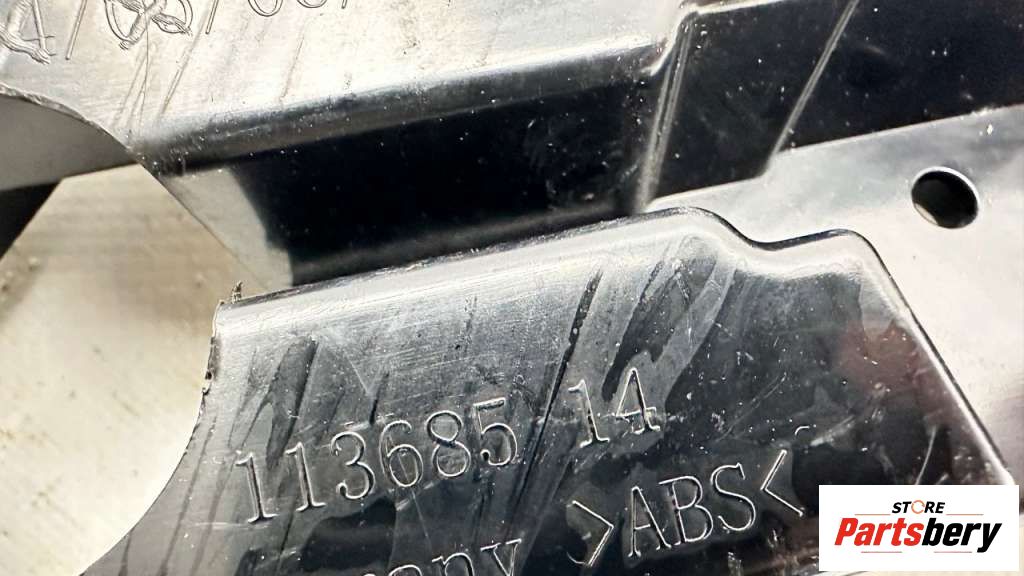 113685 14
>ABS<
STORE
Partsbery